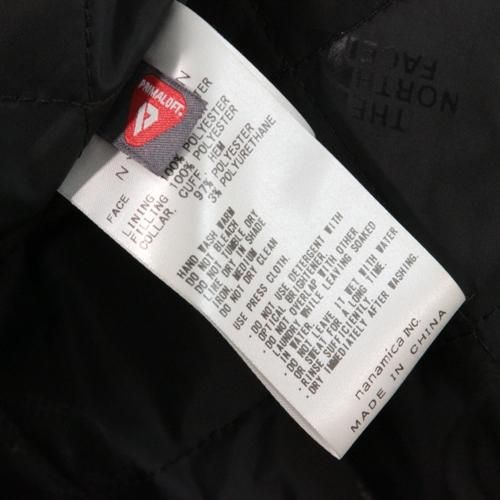 THE
NORTH
FACE
PRIMALOFT
FACE N
LINING 100% POLYESTER
FILLING 100% POLYESTER
COLLAR, CUFF, HEM
97% POLYESTER
3% POLYURETHANE
HAND WASH WARM
DO NOT BLEACH
DO NOT TUMBLE DRY
LINE DRY IN SHADE
IRON, MEDIUM
DO NOT DRY CLEAN
USE PRESS CLOTH.
・DO NOT USE DETERGENT WITH
OPTICAL BRIGHTENER.
・DO NOT OVERLAP WITH OTHER
LAUNDRY WHILE LEAVING SOAKED
IN WATER.
・DO NOT LEAVE IT WET WITH WATER
OR SWEAT FOR A LONG TIME.
・RINSE SUFFICIENTLY.
・DRY IMMEDIATELY AFTER WASHING.
nanamica INC.
MADE IN CHINA